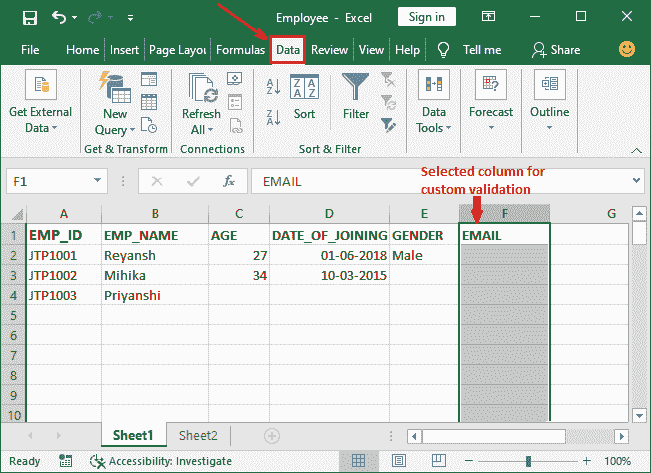 Employee - Excel
Sign in
File Home Insert Page Layou Formulas Data Review View Help Tell me Share
Get External Data
New Query
Refresh All
Sort
Filter
Data Tools
Forecast
Outline
Get & Transform Connections Sort & Filter
Selected column for
custom validation
F1 fx EMAIL
A B C D E F G
1 EMP_ID EMP_NAME AGE DATE_OF_JOINING GENDER EMAIL
2 JTP1001 Reyansh 27 01-06-2018 Male
3 JTP1002 Mihika 34 10-03-2015
4 JTP1003 Priyanshi
5
6
7
8
9
10
Sheet1 Sheet2
Ready Accessibility: Investigate 100%